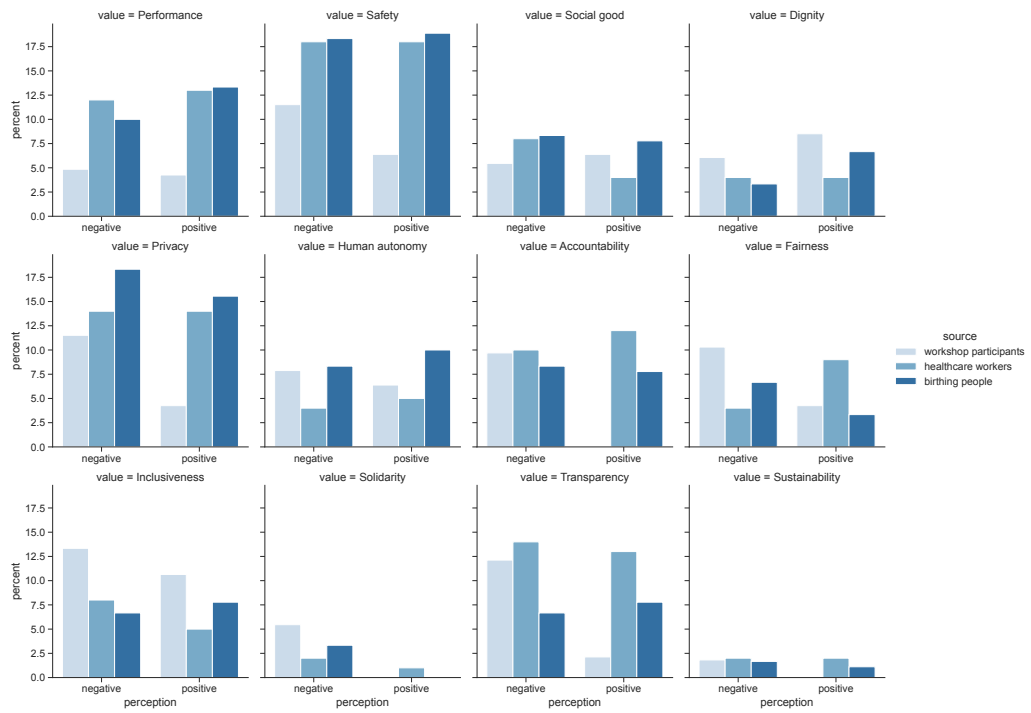 value = Performance
value = Safety
value = Social good
value = Dignity
17.5
15.0
12.5
10.0
7.5
5.0
2.5
0.0
percent
negative positive
negative positive
negative positive
negative positive
value = Privacy
value = Human autonomy
value = Accountability
value = Fairness
17.5
15.0
12.5
10.0
7.5
5.0
2.5
0.0
percent
negative positive
negative positive
negative positive
negative positive
source
workshop participants
healthcare workers
birthing people
value = Inclusiveness
value = Solidarity
value = Transparency
value = Sustainability
17.5
15.0
12.5
10.0
7.5
5.0
2.5
0.0
percent
negative positive
negative positive
negative positive
negative positive
perception
perception
perception
perception